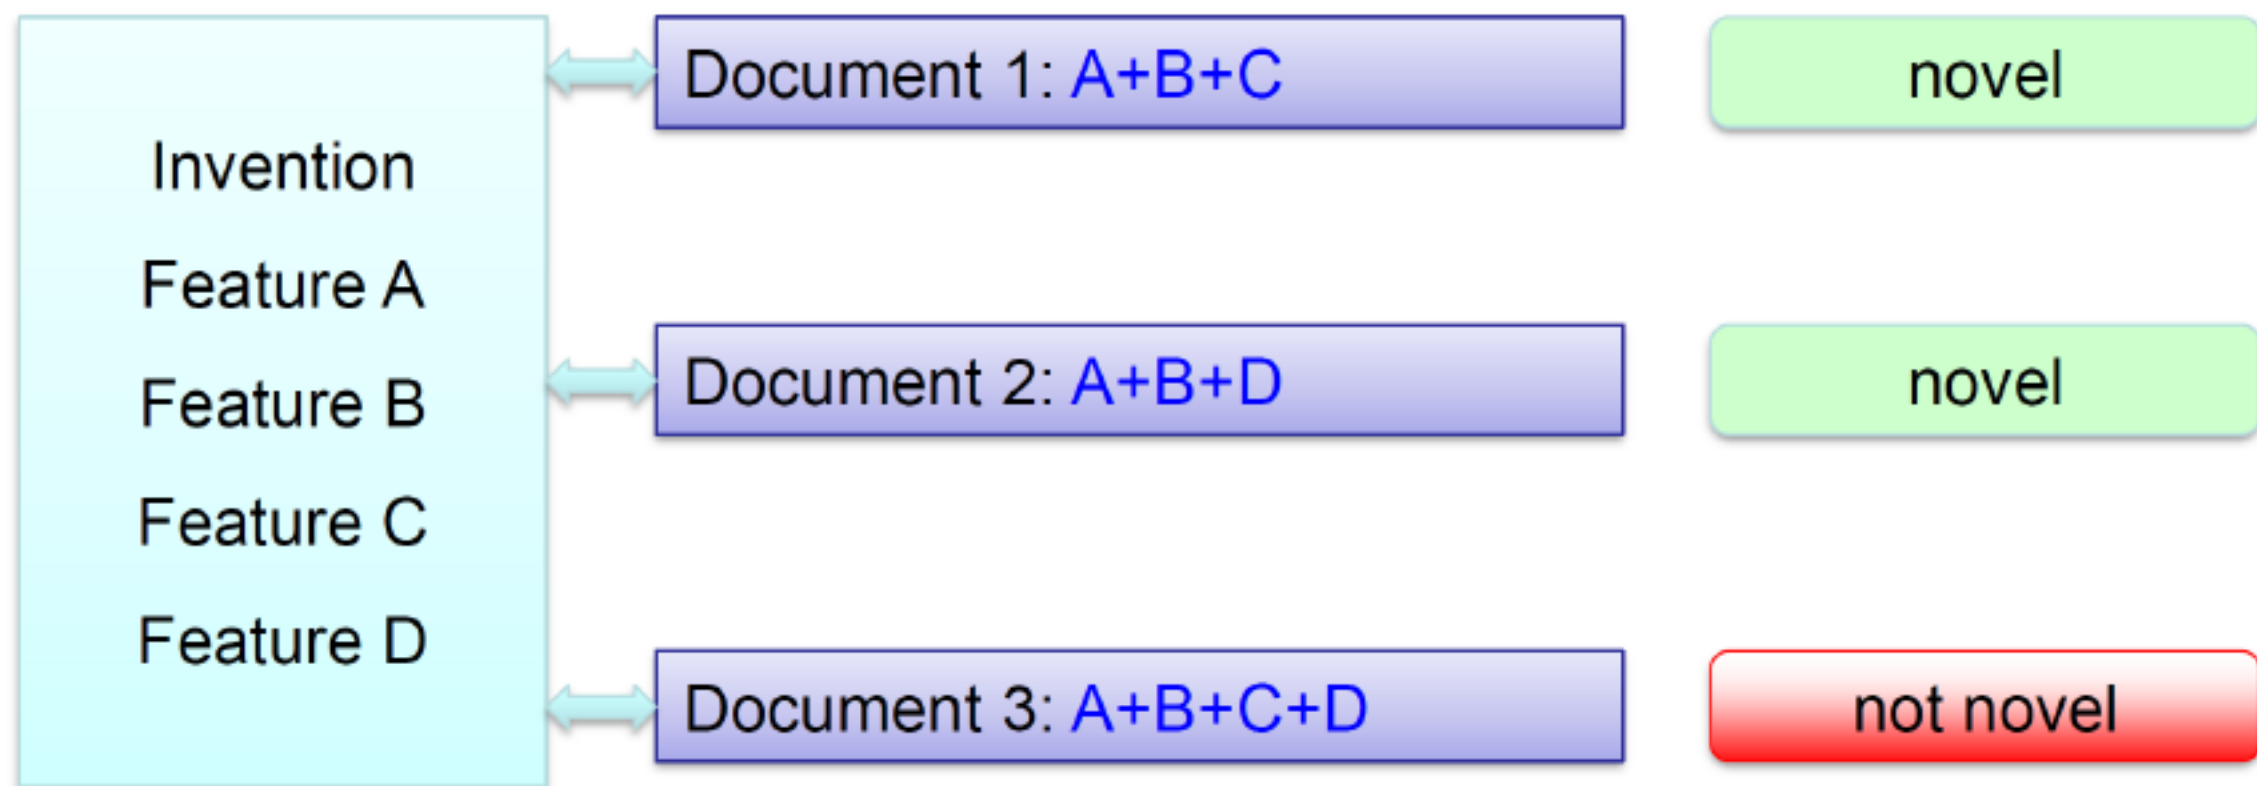 Invention
Feature A
Feature B
Feature C
Feature D
Document 1: A+B+C
novel
Document 2: A+B+D
novel
Document 3: A+B+C+D
not novel